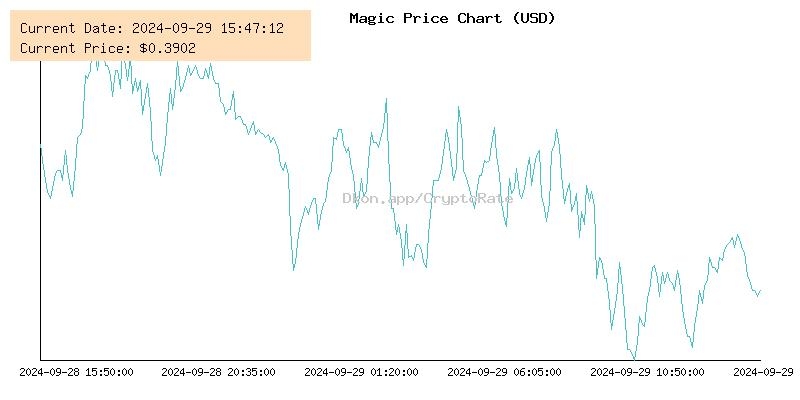 Magic Price Chart (USD)
Current Date: 2024-09-29 15:47:12
Current Price: $0.3902
Dkon.app/CryptoRate
2024-09-28 15:50:00 2024-09-28 20:35:00 2024-09-29 01:20:00 2024-09-29 06:05:00 2024-09-29 10:50:00 2024-09-29